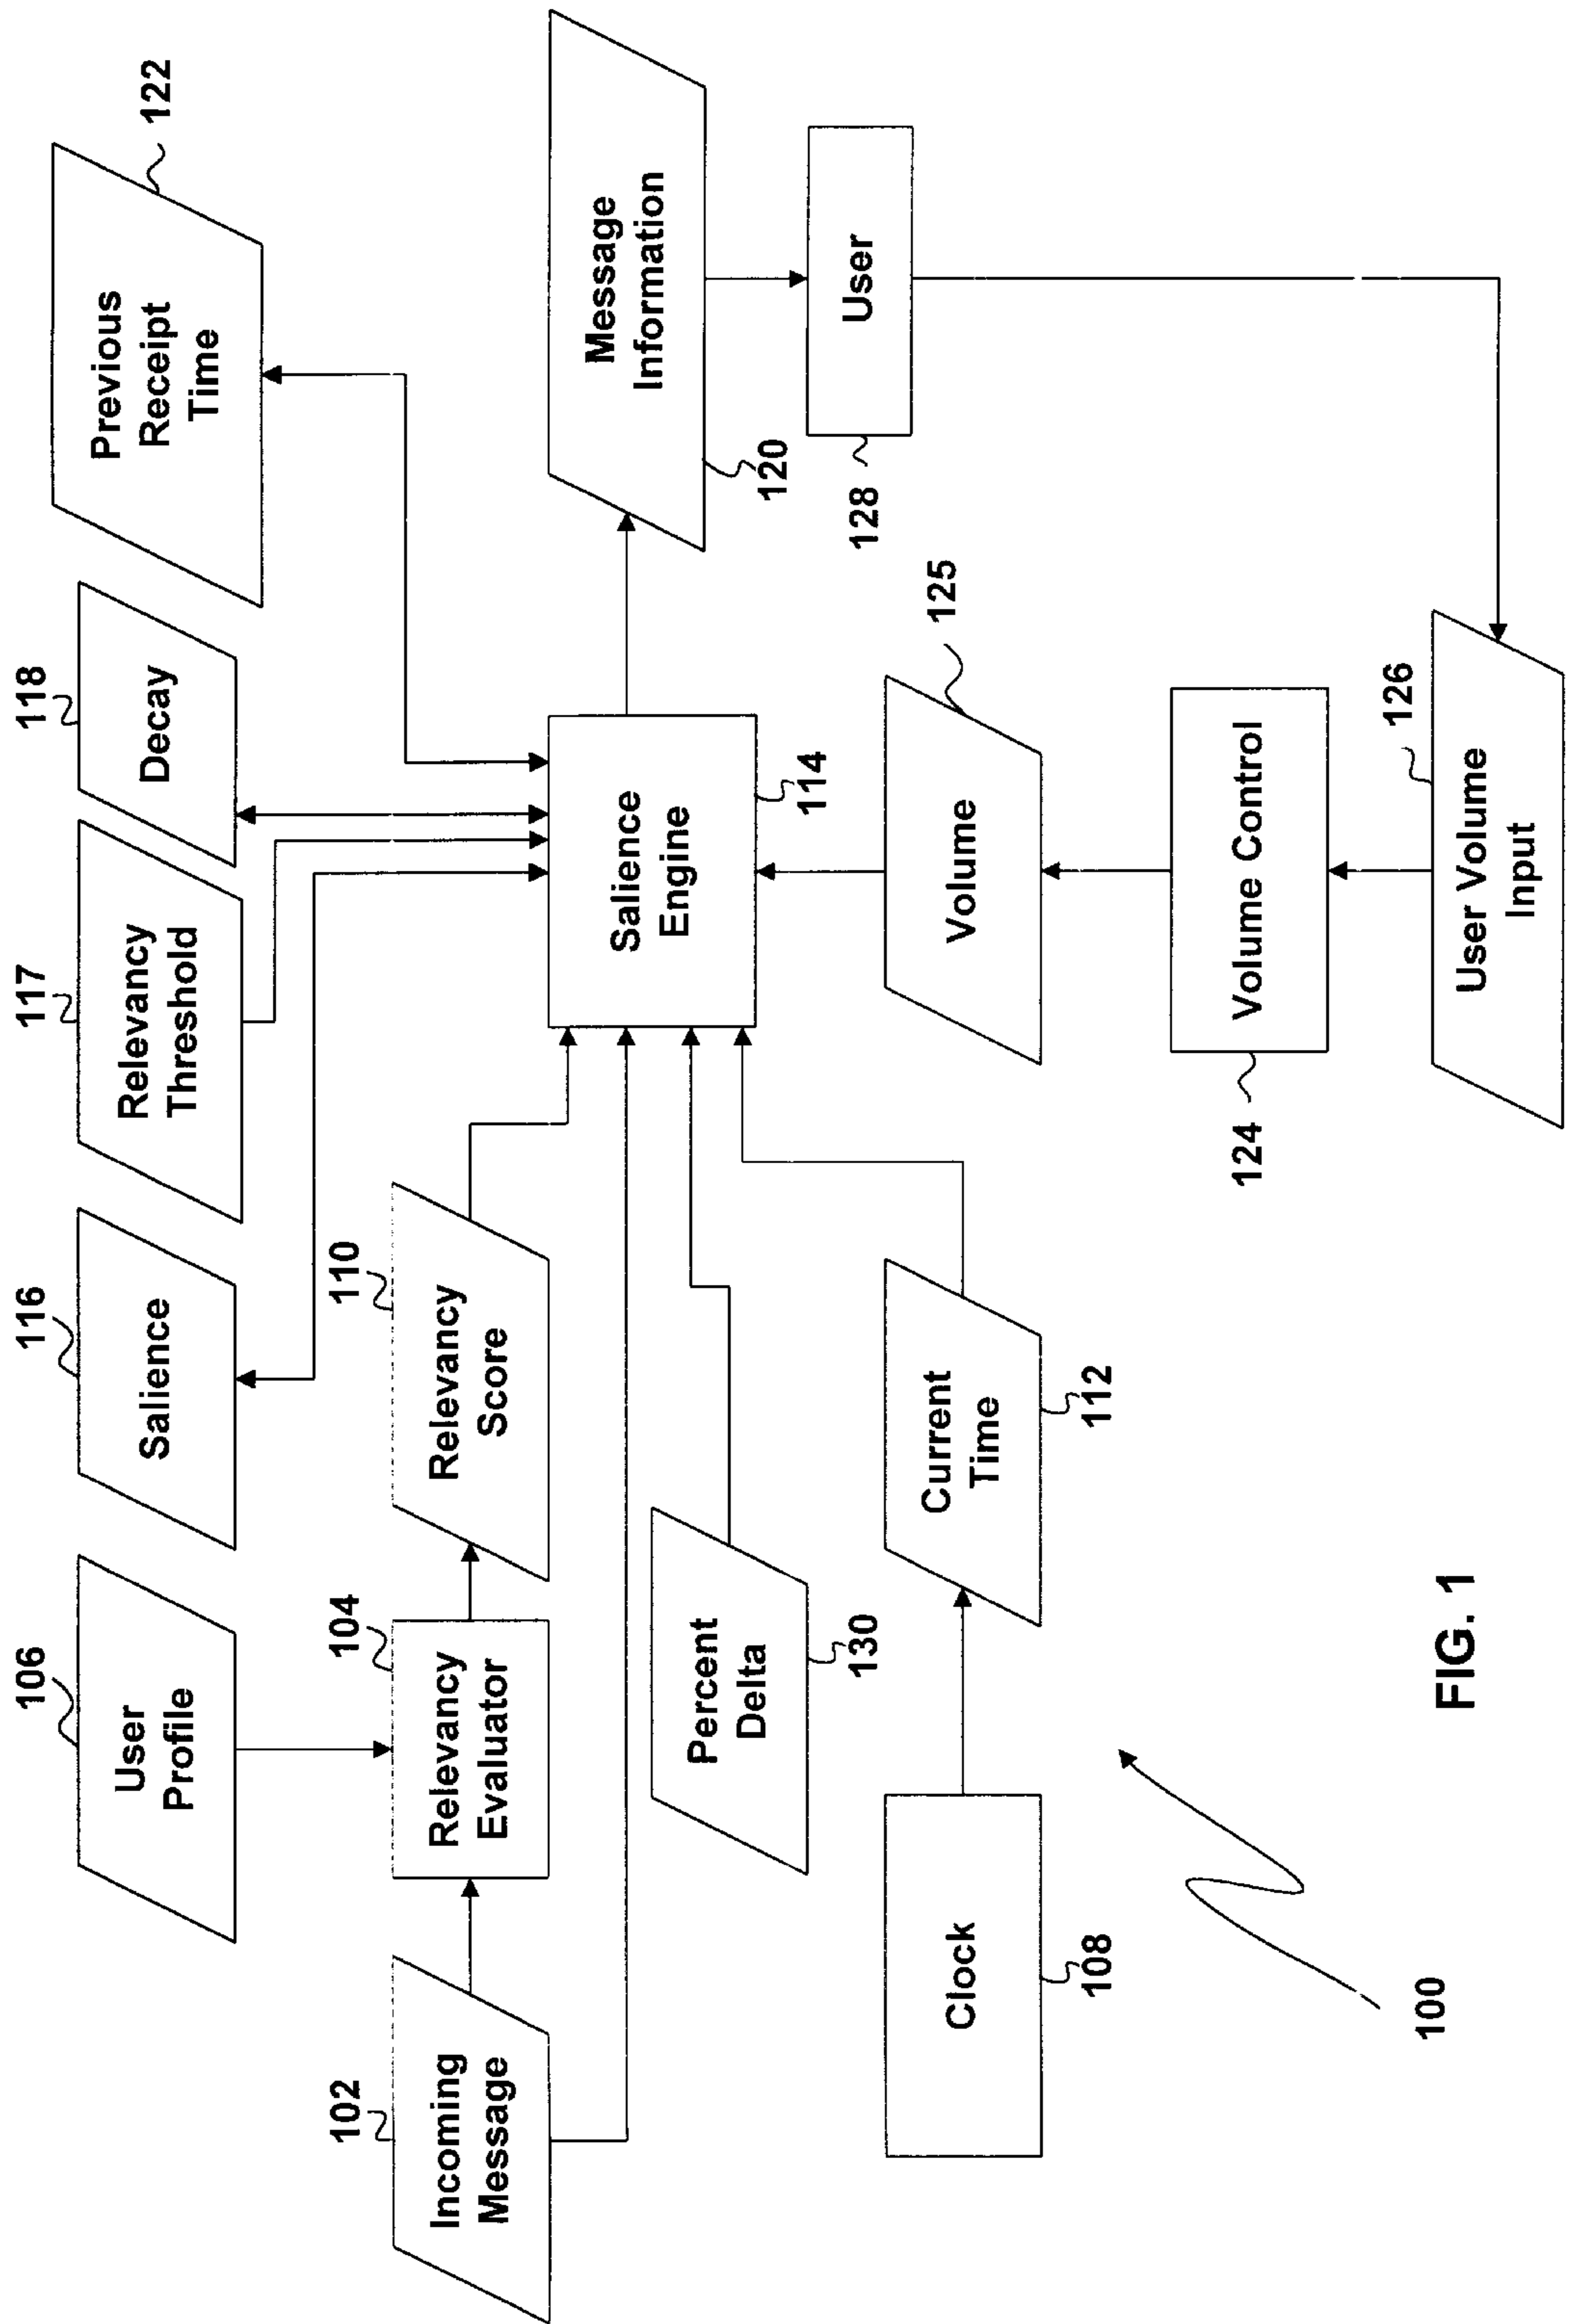 106
User
Profile
116
Salience
117
Relevancy
Threshold
118
Decay
Previous
Receipt
Time
122
102
Incoming
Message
104
Relevancy
Evaluator
110
Relevancy
Score
Salience
Engine
114
Message
Information
120
Percent
Delta
130
User
128
Clock
108
Current
Time
112
Volume
125
Volume Control
124
126
User Volume
Input
100
FIG. 1